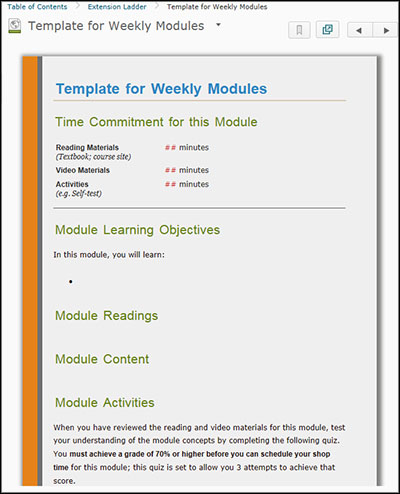 Table of Contents > Extension Ladder > Template for Weekly Modules
Template for Weekly Modules
Template for Weekly Modules
Time Commitment for this Module
Reading Materials ## minutes
(Textbook; course site)
Video Materials ## minutes
Activities ## minutes
(e.g. Self-test)
Module Learning Objectives
In this module, you will learn:
•
Module Readings
Module Content
Module Activities
When you have reviewed the reading and video materials for this module, test
your understanding of the module concepts by completing the following quiz.
You must achieve a grade of 70% or higher before you can schedule your shop
time for this module; this quiz is set to allow you 3 attempts to achieve that
score.